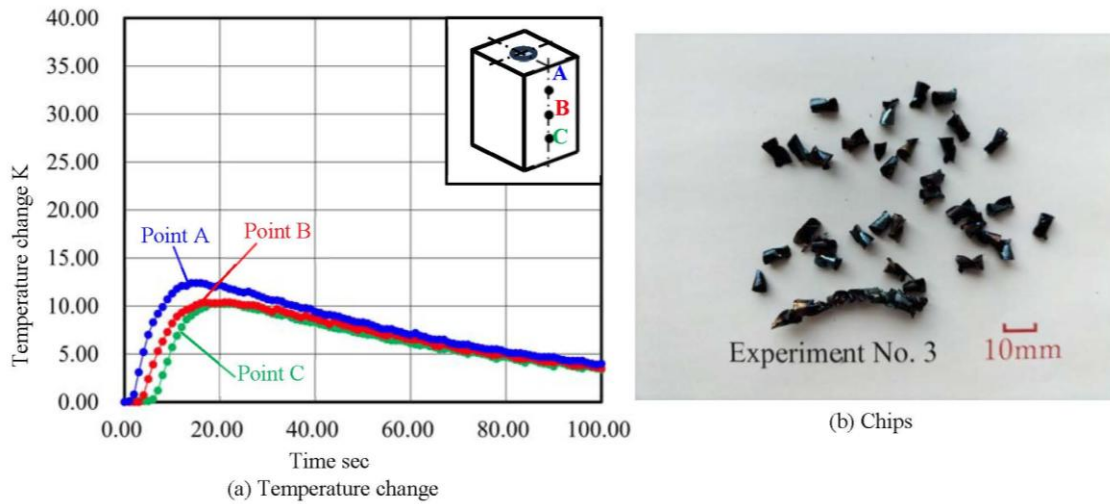 40.00
35.00
30.00
25.00
20.00
15.00
10.00
5.00
0.00
Temperature change K
A
B
C
Point A
Point B
Point C
0.00 20.00 40.00 60.00 80.00 100.00
Time sec
(a) Temperature change
Experiment No. 3
10mm
(b) Chips